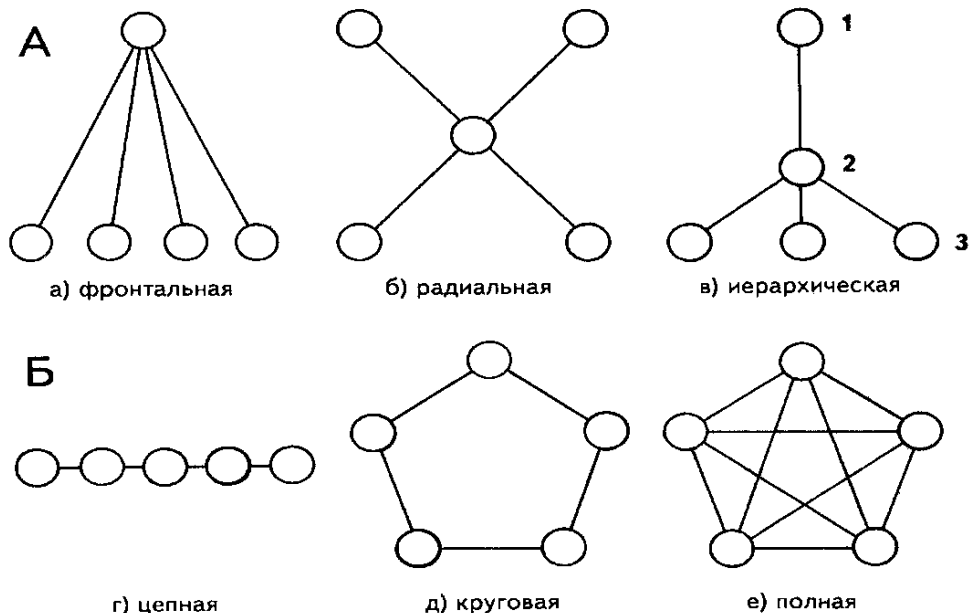 А
1
2
3
а) фронтальная
б) радиальная
в) иерархическая
Б
г) цепная
д) круговая
е) полная